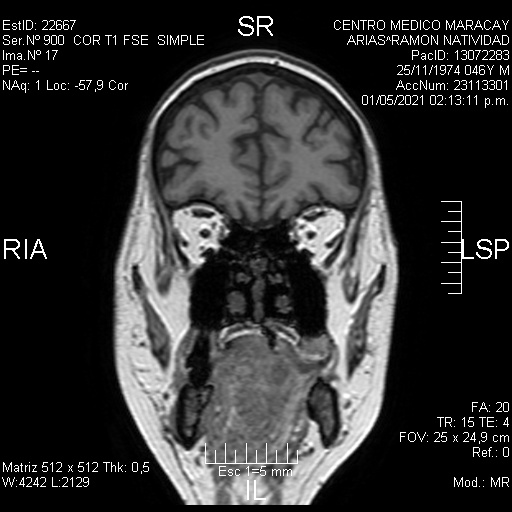 EstID: 22667
Ser.Nº 900 COR T1 FSE SIMPLE
Ima.Nº 17
PE= --
NAq: 1 Loc: -57,9 Cor
SR
CENTRO MEDICO MARACAY
ARIAS^RAMON NATIVIDAD
PacID: 13072283
25/11/1974 046Y M
AccNum: 23113301
01/05/2021 02:13:11 p.m.
RIA
LSP
FA: 20
TR: 15 TE: 4
FOV: 25 x 24,9 cm
Ref.: 0
Matriz 512 x 512 Thk: 0,5
W:4242 L:2129
Esc 1=5 mm
IL
Mod.: MR